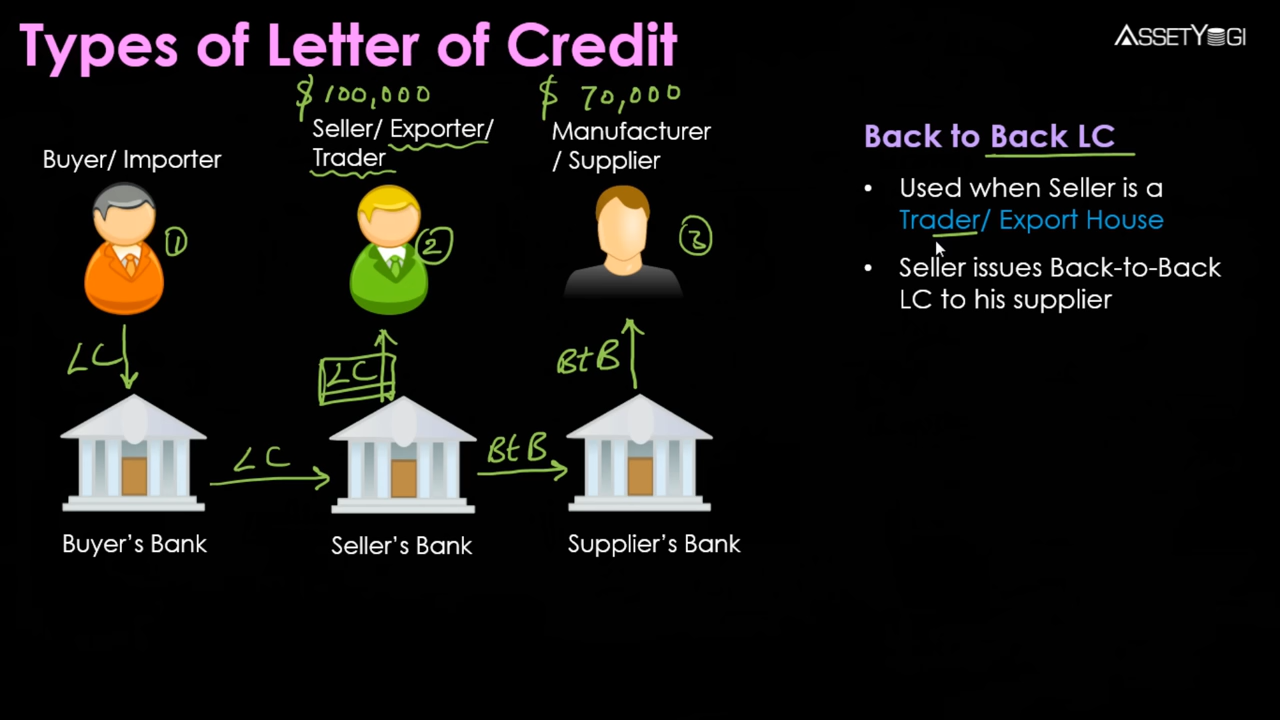 Types of Letter of Credit
ASSETYOGI
$ 100,000
$ 70,000
Buyer/ Importer
Seller/ Exporter/
Trader
Manufacturer
/ Supplier
1
2
3
LC
LC
BtB
LC
BtB
Buyer's Bank
Seller's Bank
Supplier's Bank
Back to Back LC
• Used when Seller is a
Trader/ Export House
• Seller issues Back-to-Back
LC to his supplier